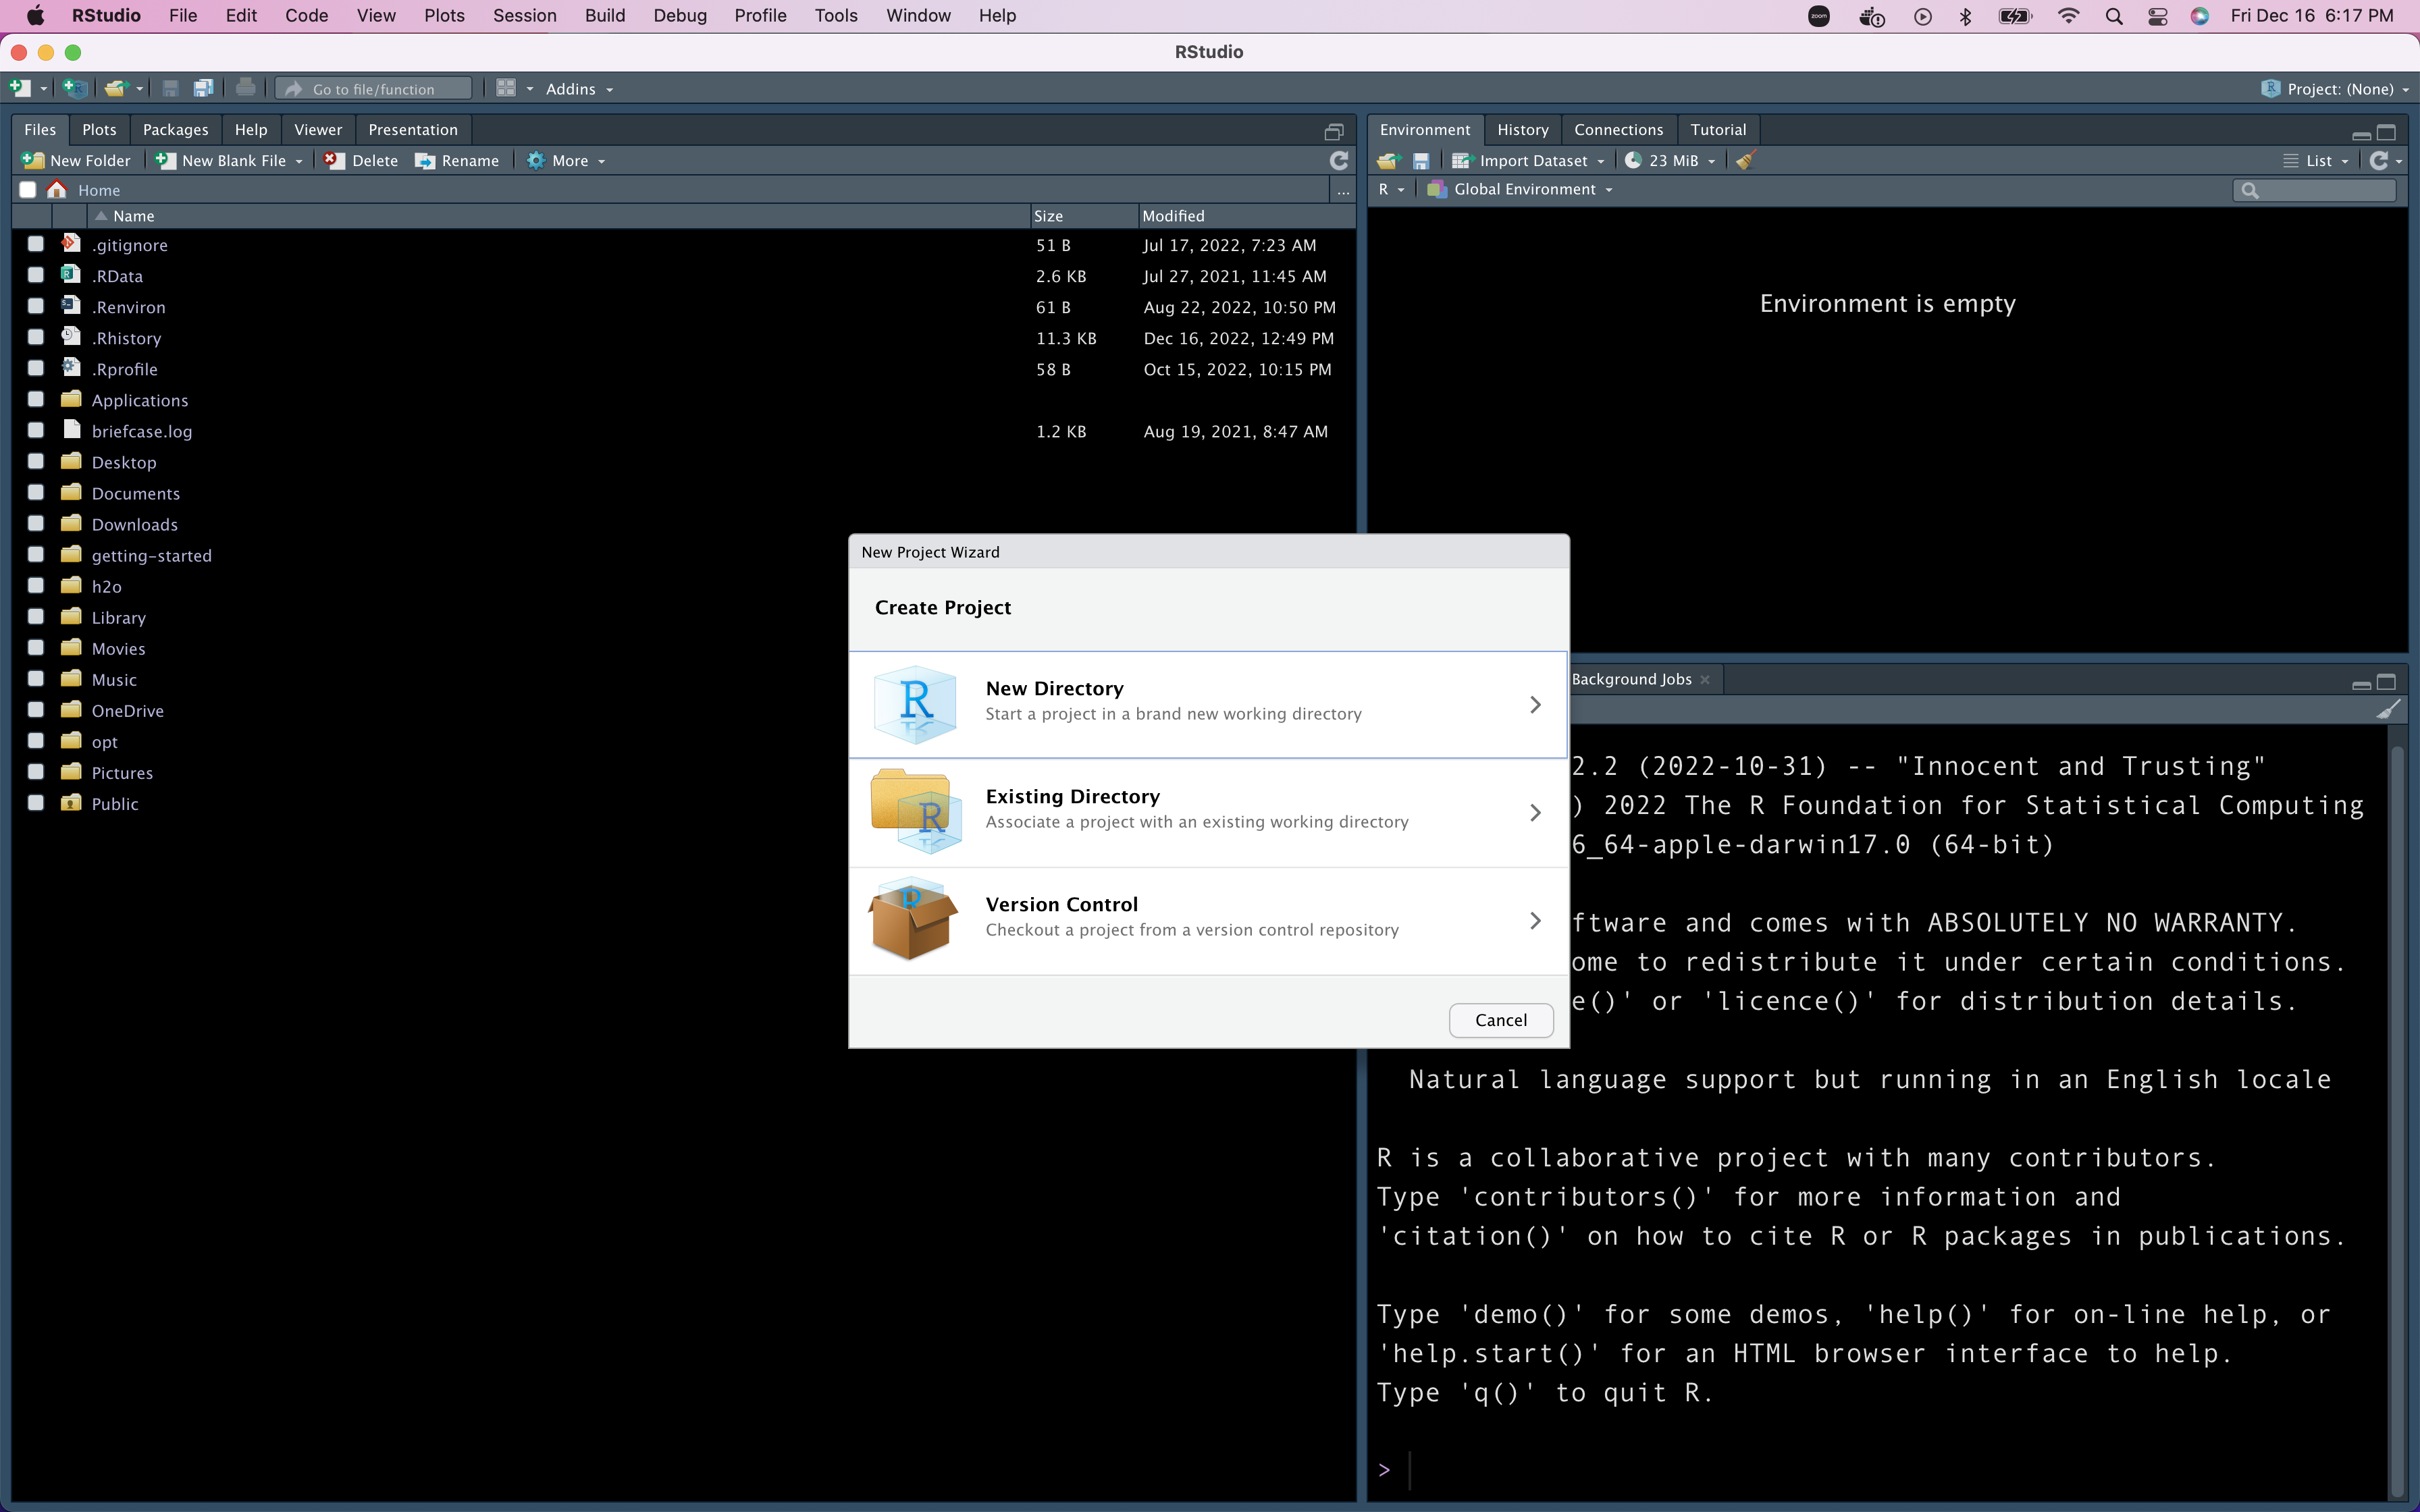 RStudio File Edit Code View Plots Session Build Debug Profile Tools Window Help
zoom
Fri Dec 16 6:17 PM
RStudio
Go to file/function
Addins
Project: (None)
Files Plots Packages Help Viewer Presentation
New Folder New Blank File Delete Rename More
Home
...
Name Size Modified
.gitignore 51 B Jul 17, 2022, 7:23 AM
.RData 2.6 KB Jul 27, 2021, 11:45 AM
.Renviron 61 B Aug 22, 2022, 10:50 PM
.Rhistory 11.3 KB Dec 16, 2022, 12:49 PM
.Rprofile 58 B Oct 15, 2022, 10:15 PM
Applications
briefcase.log 1.2 KB Aug 19, 2021, 8:47 AM
Desktop
Documents
Downloads
getting-started
h2o
Library
Movies
Music
OneDrive
opt
Pictures
Public
Environment History Connections Tutorial
Import Dataset 23 MiB List
R Global Environment
Environment is empty
New Project Wizard
Create Project
R
New Directory
Start a project in a brand new working directory
R
Existing Directory
Associate a project with an existing working directory
R
Version Control
Checkout a project from a version control repository
Cancel
Background Jobs
2.2 (2022-10-31) -- "Innocent and Trusting"
) 2022 The R Foundation for Statistical Computing
6_64-apple-darwin17.0 (64-bit)
ftware and comes with ABSOLUTELY NO WARRANTY.
ome to redistribute it under certain conditions.
e()' or 'licence()' for distribution details.
Natural language support but running in an English locale
R is a collaborative project with many contributors.
Type 'contributors()' for more information and
'citation()' on how to cite R or R packages in publications.
Type 'demo()' for some demos, 'help()' for on-line help, or
'help.start()' for an HTML browser interface to help.
Type 'q()' to quit R.
>